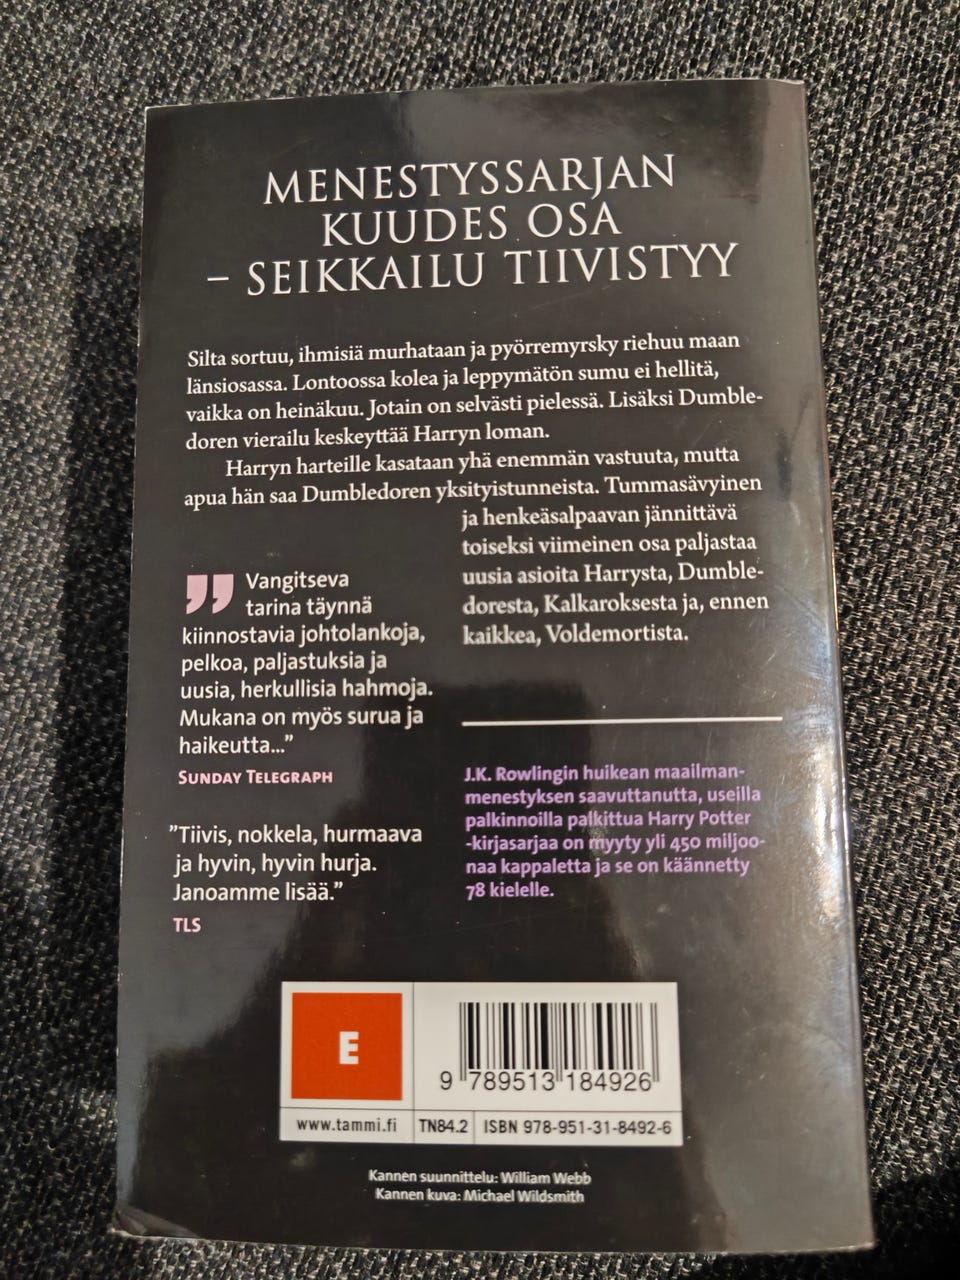 MENESTYSSARJAN
KUUDES OSA
– SEIKKAILU TIIVISTYY
Silta sortuu, ihmisiä murhataan ja pyörremyrsky riehuu maan
länsiosassa. Lontoossa kolea ja leppymätön sumu ei hellitä,
vaikka on heinäkuu. Jotain on selvästi pielessä. Lisäksi Dumble-
doren vierailu keskeyttää Harryn loman.
Harryn harteille kasataan yhä enemmän vastuuta, mutta
apua hän saa Dumbledoren yksityistunneista. Tummasävyinen
ja henkeäsalpaavan jännittävä
toiseksi viimeinen osa paljastaa
uusia asioita Harrysta, Dumble-
doresta, Kalkaroksesta ja, ennen
kaikkea, Voldemortista.
” Vangitseva
tarina täynnä
kiinnostavia johtolankoja,
pelkoa, paljastuksia ja
uusia, herkullisia hahmoja.
Mukana on myös surua ja
haikeutta...”
SUNDAY TELEGRAPH
”Tiivis, nokkela, hurmaava
ja hyvin, hyvin hurja.
Janoamme lisää.”
TLS
J.K. Rowlingin huikean maailman-
menestyksen saavuttanutta, useilla
palkinnoilla palkittua Harry Potter
-kirjasarjaa on myyty yli 450 miljoo-
naa kappaletta ja se on käännetty
78 kielelle.
E
9 789513 184926
www.tammi.fi
TN84.2
ISBN 978-951-31-8492-6
Kannen suunnittelu: William Webb
Kannen kuva: Michael Wildsmith